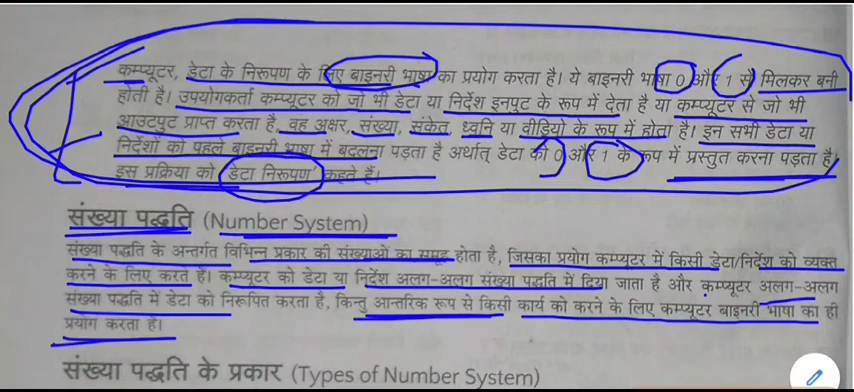 कम्प्यूटर, डेटा के निरूपण के लिए बाइनरी भाषा का प्रयोग करता है। ये बाइनरी भाषा 0 और 1 से मिलकर बनी
होती है। उपयोगकर्ता कम्प्यूटर को जो भी डेटा या निर्देश इनपुट के रूप में देता है या कम्प्यूटर से जो भी
आउटपुट प्राप्त करता है, वह अक्षर, संख्या, संकेत, ध्वनि या वीडियो के रूप में होता है। इन सभी डेटा या
निर्देशों को पहले बाइनरी भाषा में बदलना पड़ता है अर्थात् डेटा को 0 और 1 के रूप में प्रस्तुत करना पड़ता है।
इस प्रक्रिया को 'डेटा निरूपण' कहते हैं।
संख्या पद्धति (Number System)
संख्या पद्धति के अन्तर्गत विभिन्न प्रकार की संख्याओं का समूह होता है, जिसका प्रयोग कम्प्यूटर में किसी डेटा/निर्देश को व्यक्त
करने के लिए करते हैं। कम्प्यूटर को डेटा या निर्देश अलग-अलग संख्या पद्धति में दिया जाता है और कम्प्यूटर अलग-अलग
संख्या पद्धति में डेटा को निरूपित करता है, किन्तु आन्तरिक रूप से किसी कार्य को करने के लिए कम्प्यूटर बाइनरी भाषा का ही
प्रयोग करता है।
संख्या पद्धति के प्रकार (Types of Number System)